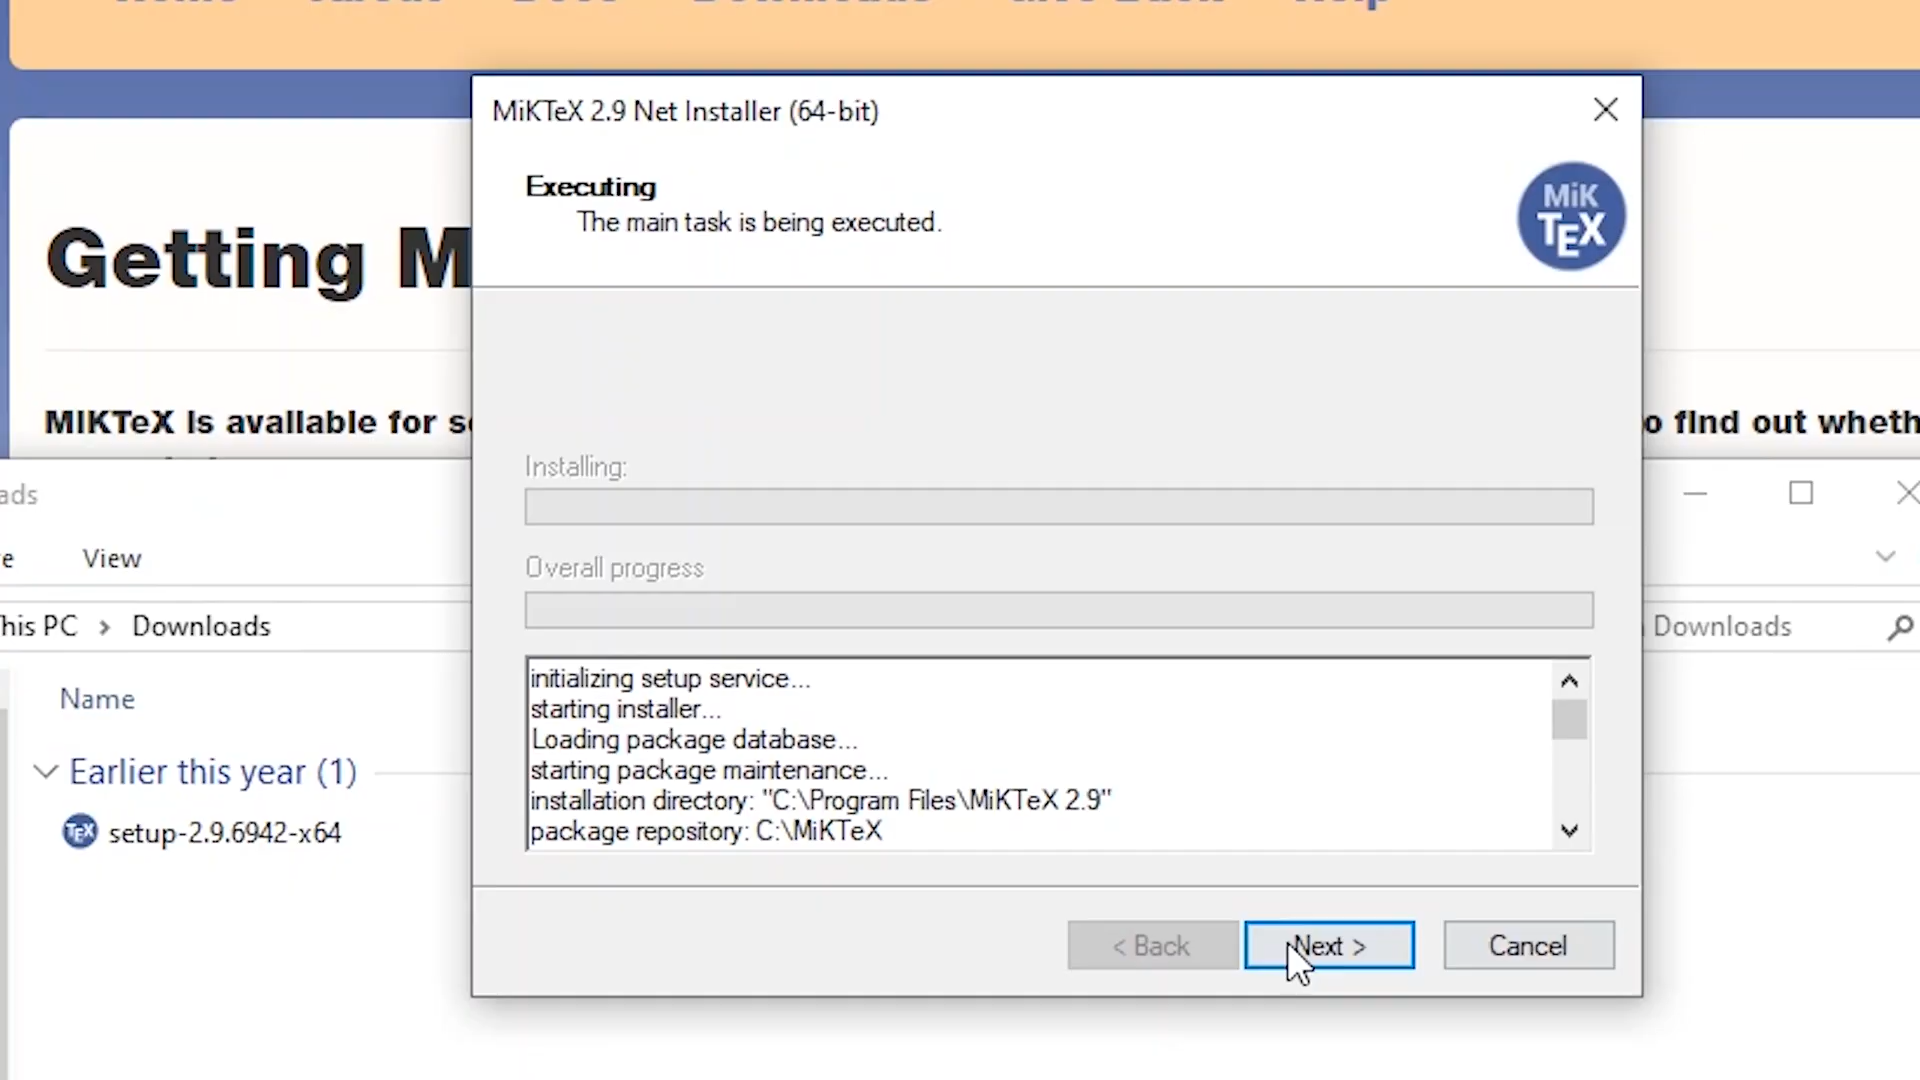 MiKTeX 2.9 Net Installer (64-bit)
Executing
The main task is being executed.
MiK
TEX
Getting M
MiKTeX is available for s
o find out wheth
Installing:
Overall progress
initializing setup service...
starting installer...
Loading package database...
starting package maintenance...
installation directory: "C:\Program Files\MiKTeX 2.9"
package repository: C:\MiKTeX
ads
e
View
his PC > Downloads
Downloads
Name
Earlier this year (1)
TEX
setup-2.9.6942-x64
< Back
Next >
Cancel